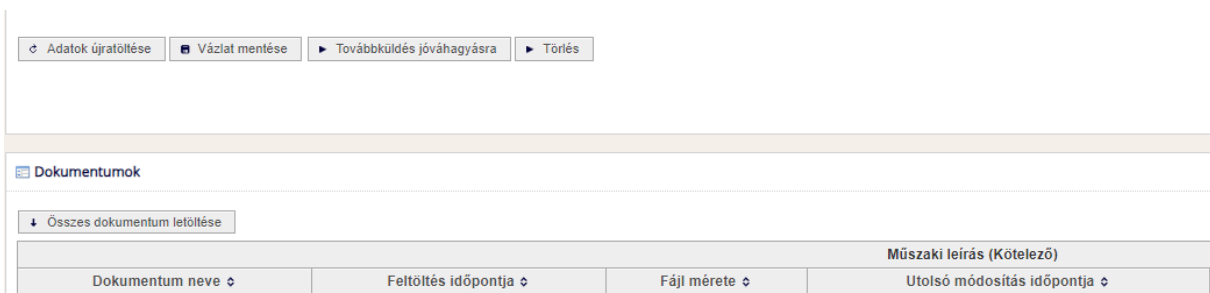 Adatok újratöltése Vázlat mentése Továbbküldés jóváhagyásra Törlés
Dokumentumok
Összes dokumentum letöltése
Műszaki leírás (Kötelező)
Dokumentum neve Feltöltés időpontja Fájl mérete Utolsó módosítás időpontja